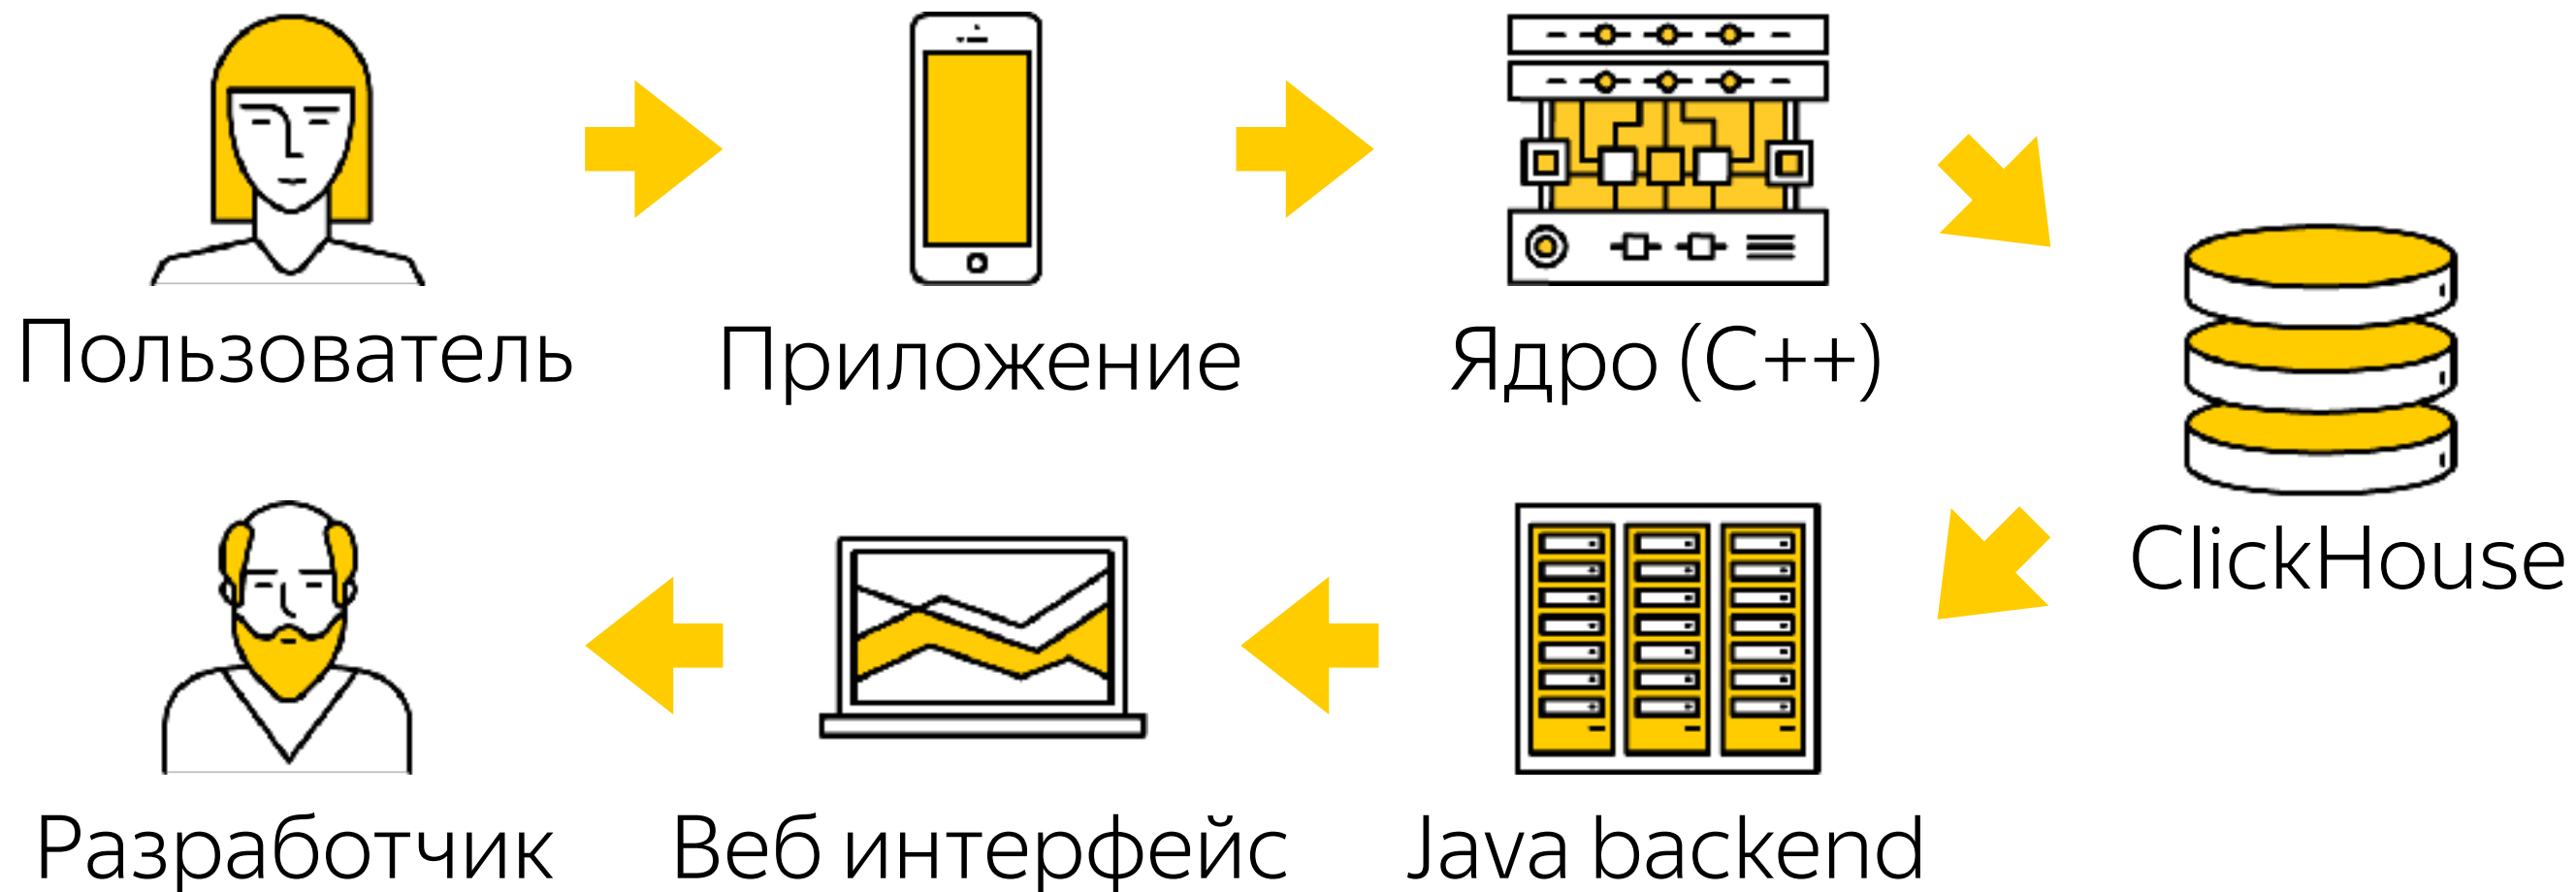 Пользователь
Приложение
Ядро (C++)
ClickHouse
Разработчик
Веб интерфейс
Java backend